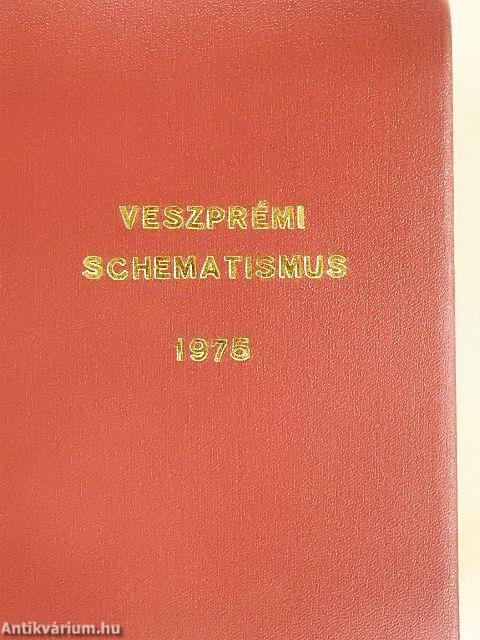 VESZPRÉMI
SCHEMATISMUS
1975
Antikvárium.hu